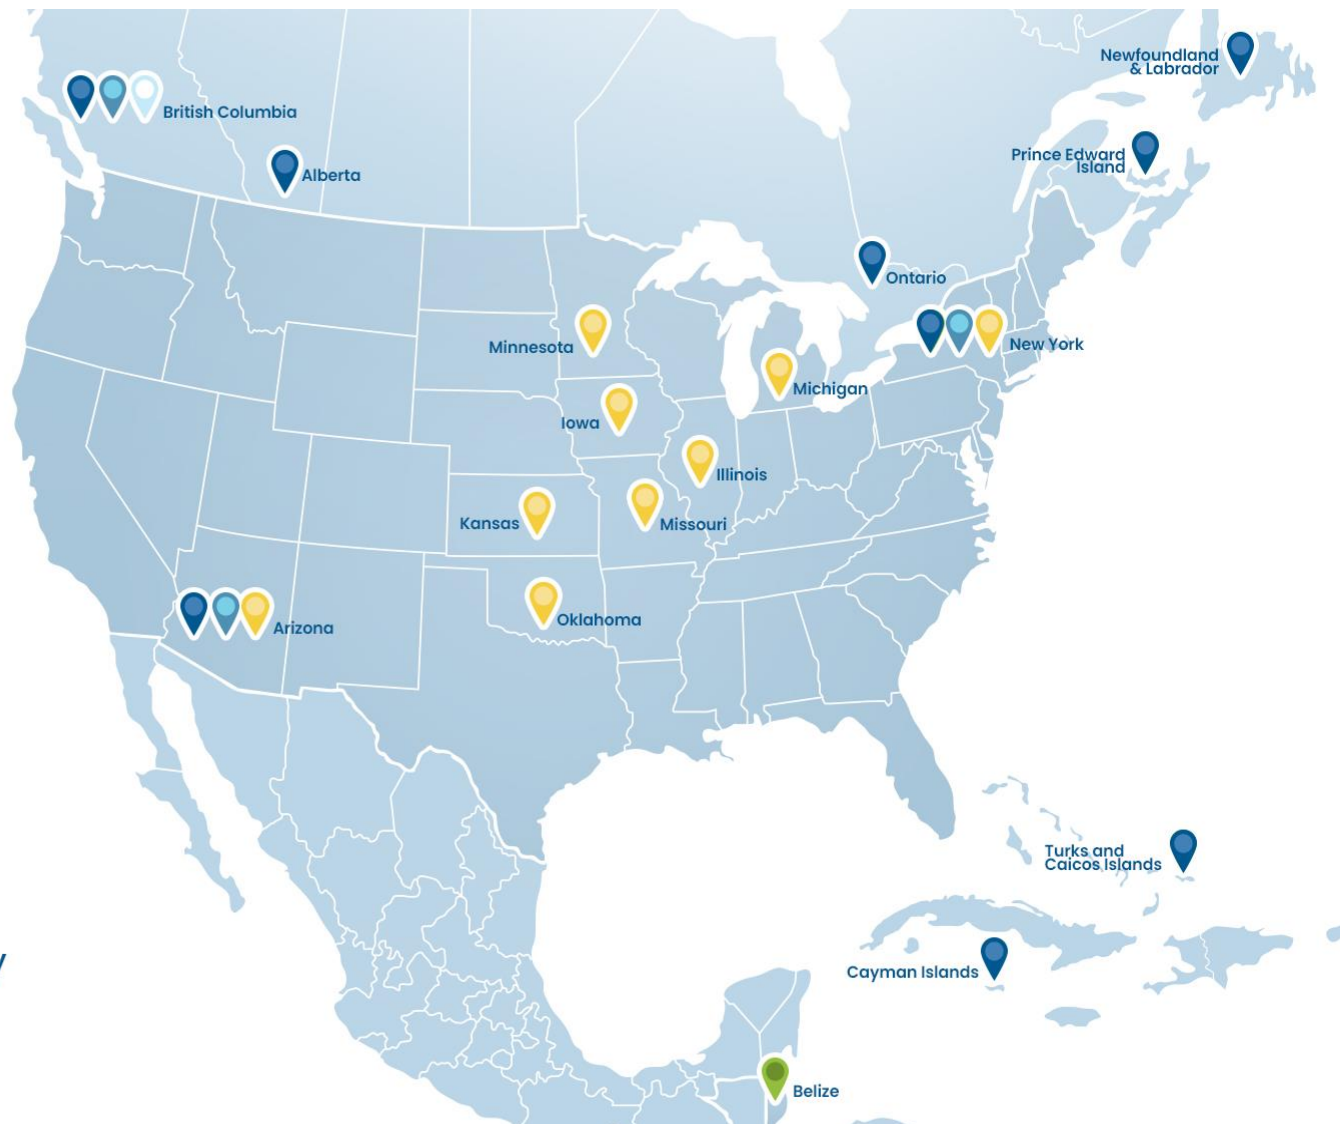 Newfoundland
& Labrador
British Columbia
Prince Edward
Island
Alberta
Ontario
Minnesota
New York
Michigan
Iowa
Illinois
Kansas
Missouri
Oklahoma
Arizona
Turks and
Caicos Islands
Cayman Islands
Belize